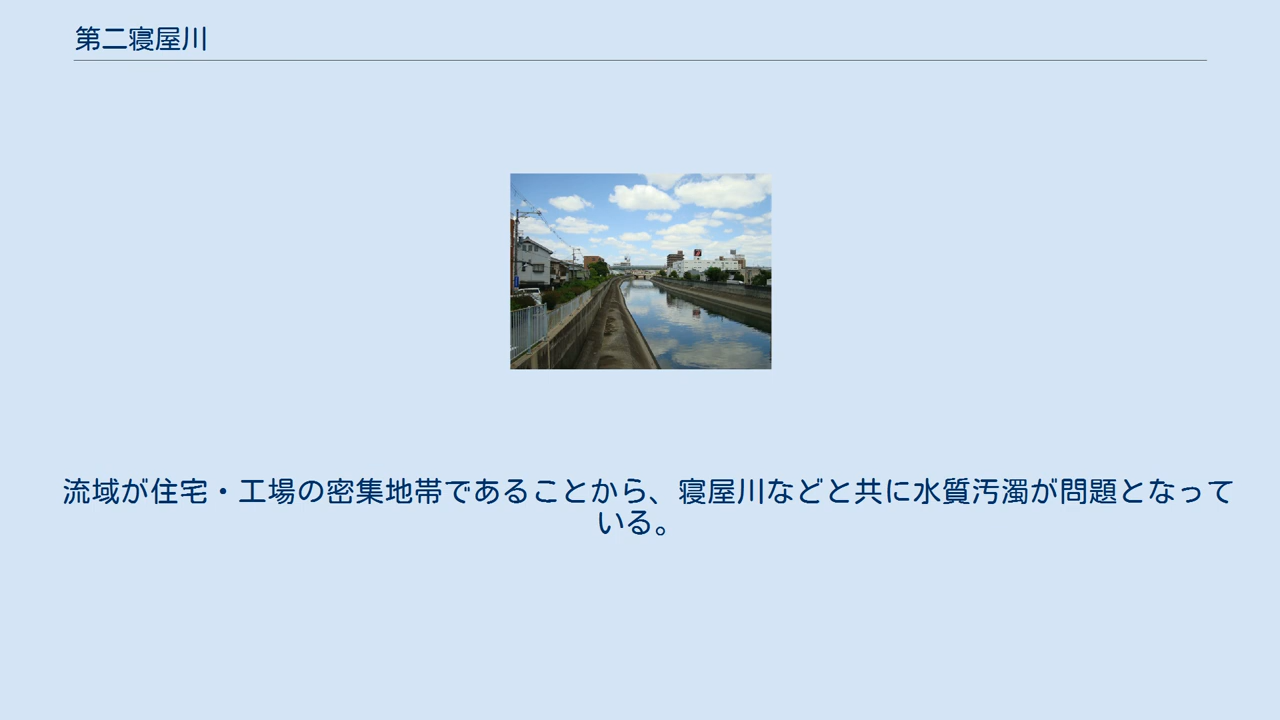 第二寝屋川
流域が住宅・工場の密集地帯であることから、寝屋川などと共に水質汚濁が問題となって
いる。